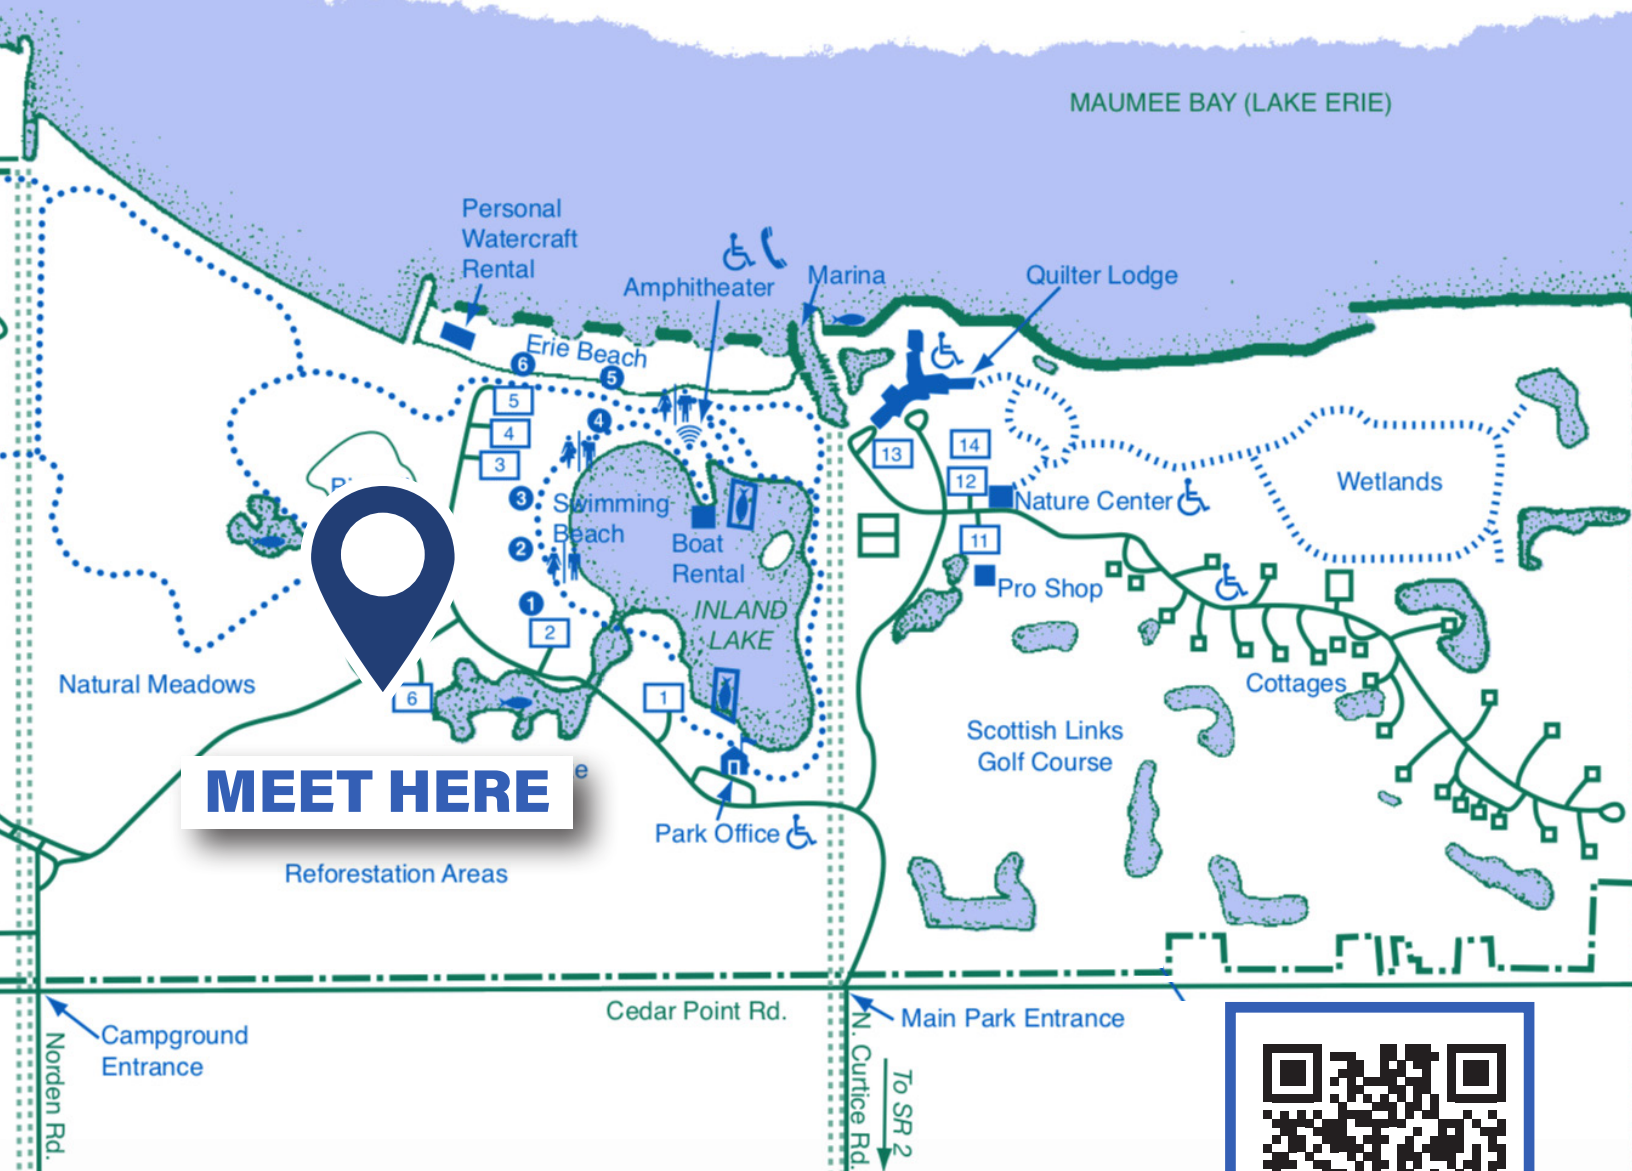 MAUMEE BAY (LAKE ERIE)
Personal
Watercraft
Rental
Amphitheater
Marina
Quilter Lodge
Erie Beach
6
5
5
4
4
3
3
13
14
12
Nature Center
Wetlands
Swimming
Beach
2
Boat
Rental
11
Pro Shop
1
2
INLAND
LAKE
Natural Meadows
6
1
Cottages
Scottish Links
Golf Course
MEET HERE
Park Office
Reforestation Areas
Cedar Point Rd.
Main Park Entrance
Campground
Entrance
Norden Rd.
N. Curtice Rd.
To SR 2